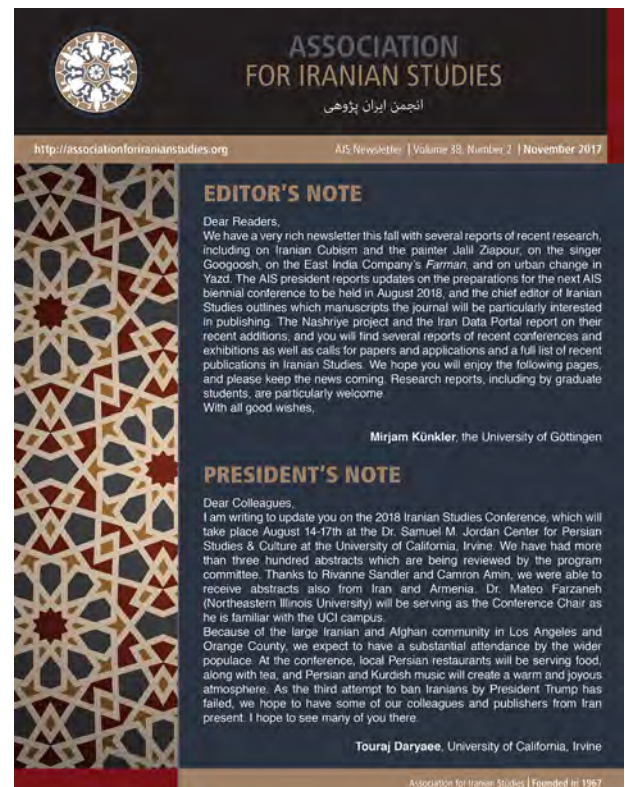 ASSOCIATION
FOR IRANIAN STUDIES
انجمن ایران پژوهی
http://associationforiranianstudies.org
AIS Newsletter | Volume 38, Number 2 | November 2017
EDITOR'S NOTE
Dear Readers,
We have a very rich newsletter this fall with several reports of recent research,
including on Iranian Cubism and the painter Jalil Ziapour, on the singer
Googoosh, on the East India Company's Farman, and on urban change in
Yazd. The AIS president reports updates on the preparations for the next AIS
biennial conference to be held in August 2018, and the chief editor of Iranian
Studies outlines which manuscripts the journal will be particularly interested
in publishing. The Nashriye project and the Iran Data Portal report on their
recent additions, and you will find several reports of recent conferences and
exhibitions as well as calls for papers and applications and a full list of recent
publications in Iranian Studies. We hope you will enjoy the following pages,
and please keep the news coming. Research reports, including by graduate
students, are particularly welcome.
With all good wishes,
Mirjam Künkler, the University of Göttingen
PRESIDENT'S NOTE
Dear Colleagues,
I am writing to update you on the 2018 Iranian Studies Conference, which will
take place August 14-17th at the Dr. Samuel M. Jordan Center for Persian
Studies & Culture at the University of California, Irvine. We have had more
than three hundred abstracts which are being reviewed by the program
committee. Thanks to Rivanne Sandler and Camron Amin, we were able to
receive abstracts also from Iran and Armenia. Dr. Mateo Farzaneh
(Northeastern Illinois University) will be serving as the Conference Chair as
he is familiar with the UCI campus.
Because of the large Iranian and Afghan community in Los Angeles and
Orange County, we expect to have a substantial attendance by the wider
populace. At the conference, local Persian restaurants will be serving food,
along with tea, and Persian and Kurdish music will create a warm and joyous
atmosphere. As the third attempt to ban Iranians by President Trump has
failed, we hope to have some of our colleagues and publishers from Iran
present. I hope to see many of you there.
Touraj Daryaee, University of California, Irvine
Association for Iranian Studies | Founded in 1967